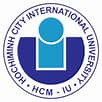 HOCHIMINH CITY INTERNATIONAL UNIVERSITY
HCM - IU